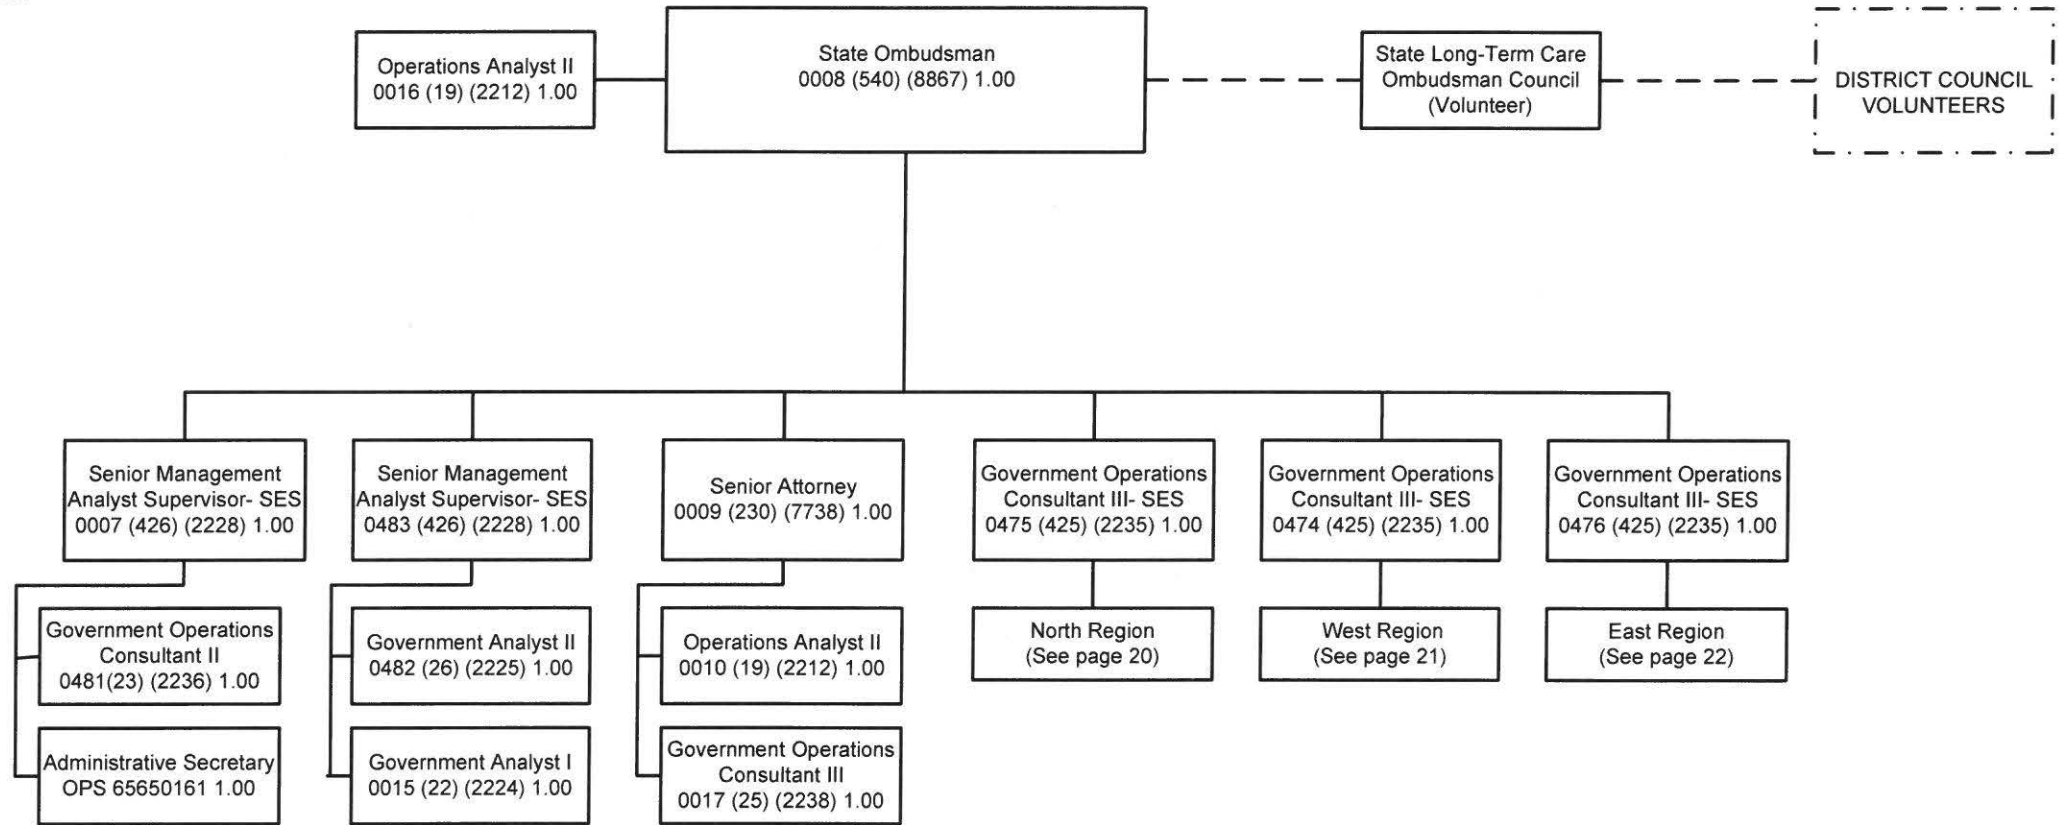 Operations Analyst II
0016 (19) (2212) 1.00
State Ombudsman
0008 (540) (8867) 1.00
State Long-Term Care
Ombudsman Council
(Volunteer)
DISTRICT COUNCIL
VOLUNTEERS
Senior Management
Analyst Supervisor- SES
0007 (426) (2228) 1.00
Senior Management
Analyst Supervisor- SES
0483 (426) (2228) 1.00
Senior Attorney
0009 (230) (7738) 1.00
Government Operations
Consultant III- SES
0475 (425) (2235) 1.00
Government Operations
Consultant III- SES
0474 (425) (2235) 1.00
Government Operations
Consultant III- SES
0476 (425) (2235) 1.00
Government Operations
Consultant II
0481(23) (2236) 1.00
Government Analyst II
0482 (26) (2225) 1.00
Operations Analyst II
0010 (19) (2212) 1.00
North Region
(See page 20)
West Region
(See page 21)
East Region
(See page 22)
Administrative Secretary
OPS 65650161 1.00
Government Analyst I
0015 (22) (2224) 1.00
Government Operations
Consultant III
0017 (25) (2238) 1.00